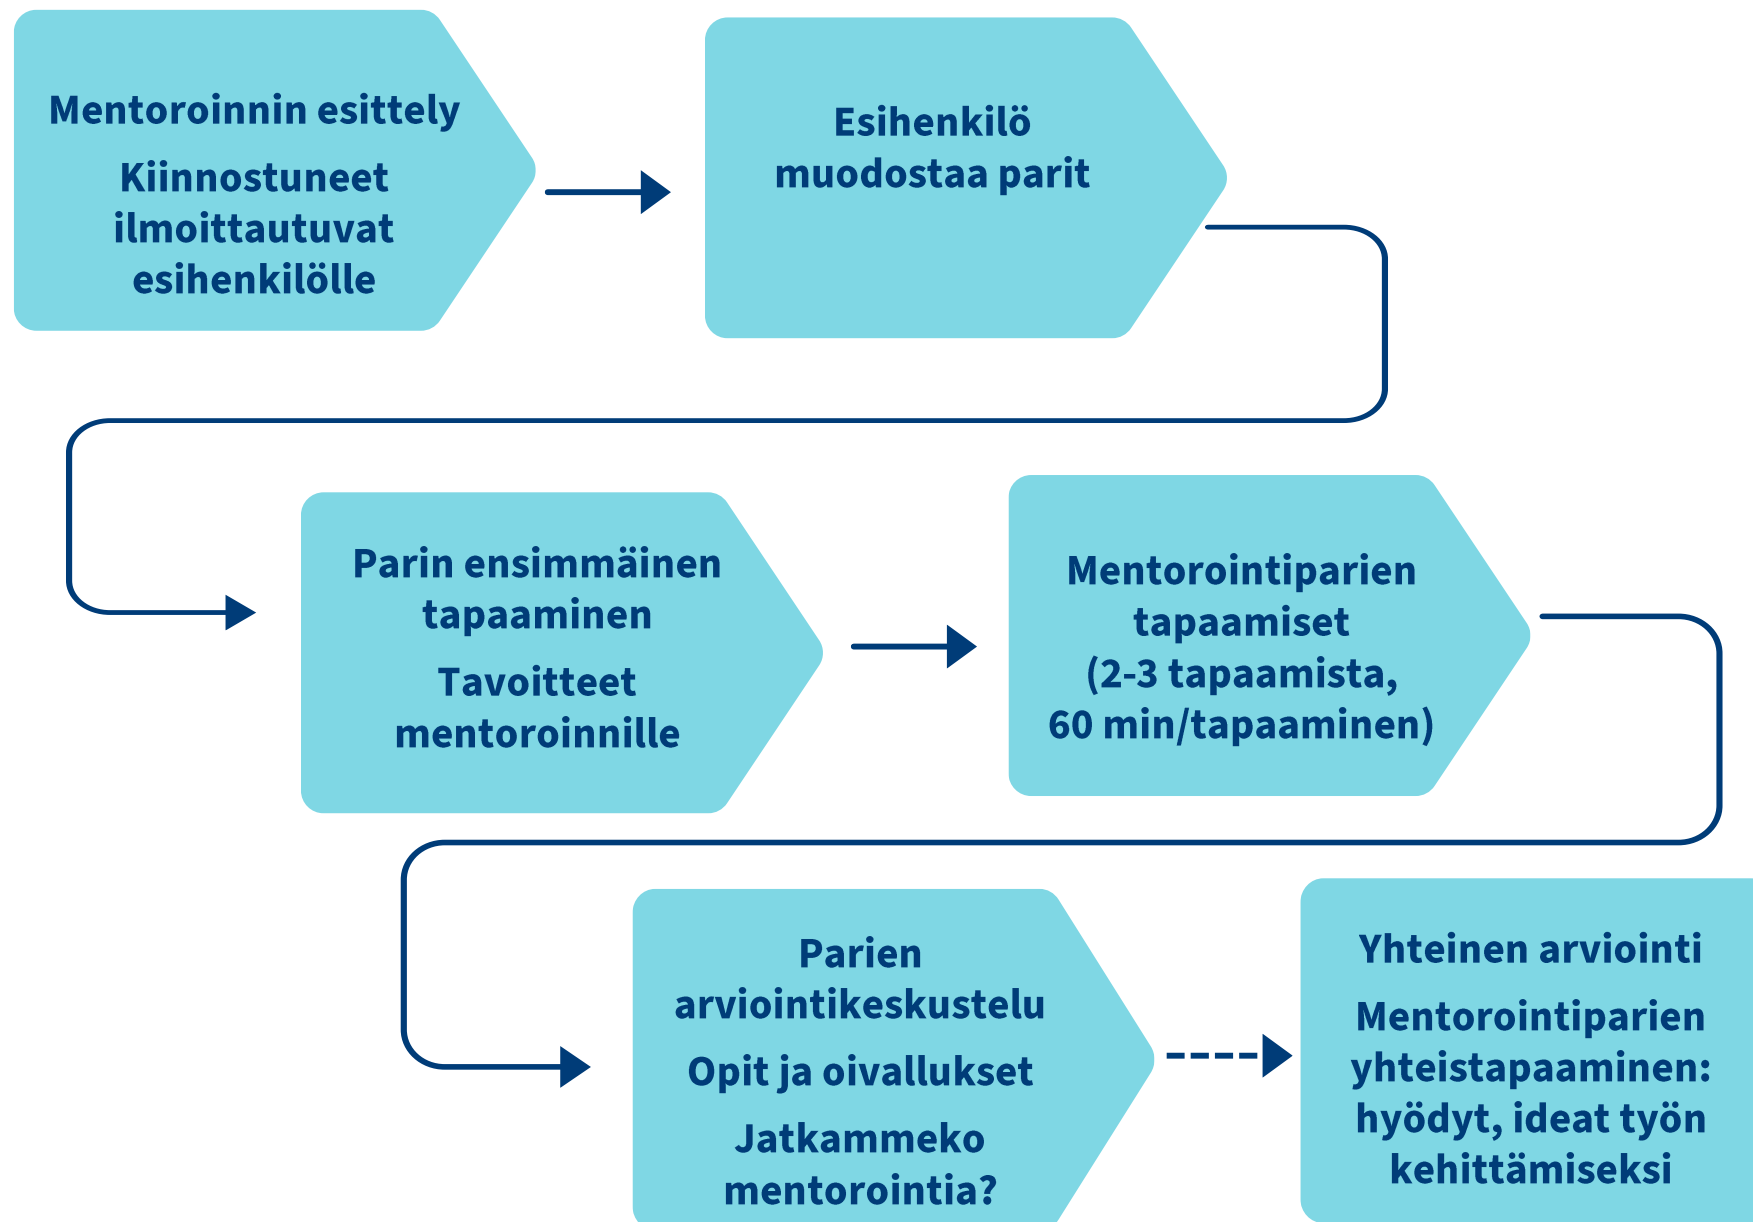 Mentoroinnin esittely
Kiinnostuneet
ilmoittautuvat
esihenkilölle
Esihenkilö
muodostaa parit
Parin ensimmäinen
tapaaminen
Tavoitteet
mentoroinnille
Mentorointiparien
tapaamiset
(2-3 tapaamista,
60 min/tapaaminen)
Parien
arviointikeskustelu
Opit ja oivallukset
Jatkammeko
mentorointia?
Yhteinen arviointi
Mentorointiparien
yhteistapaaminen:
hyödyt, ideat työn
kehittämiseksi